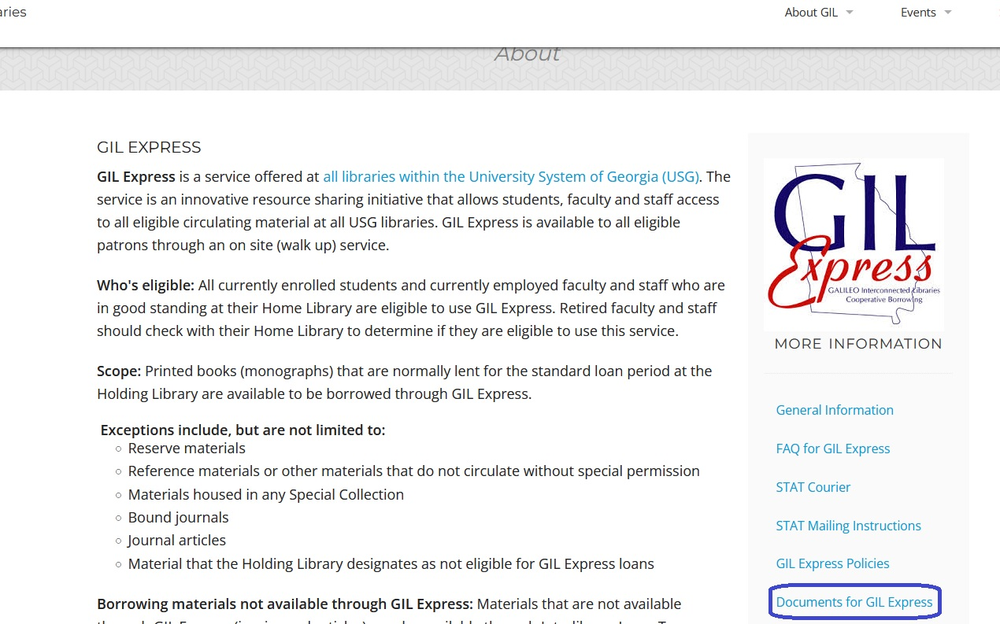 About GIL
Events
About
GIL EXPRESS
GIL Express is a service offered at all libraries within the University System of Georgia (USG). The
service is an innovative resource sharing initiative that allows students, faculty and staff access
to all eligible circulating material at all USG libraries. GIL Express is available to all eligible
patrons through an on site (walk up) service.
Who's eligible: All currently enrolled students and currently employed faculty and staff who are
in good standing at their Home Library are eligible to use GIL Express. Retired faculty and staff
should check with their Home Library to determine if they are eligible to use this service.
Scope: Printed books (monographs) that are normally lent for the standard loan period at the
Holding Library are available to be borrowed through GIL Express.
Exceptions include, but are not limited to:
Reserve materials
Reference materials or other materials that do not circulate without special permission
Materials housed in any Special Collection
Bound journals
Journal articles
Material that the Holding Library designates as not eligible for GIL Express loans
Borrowing materials not available through GIL Express: Materials that are not available
GIL
Express
GALILEO Interconnected Libraries
Cooperative Borrowing
MORE INFORMATION
General Information
FAQ for GIL Express
STAT Courier
STAT Mailing Instructions
GIL Express Policies
Documents for GIL Express